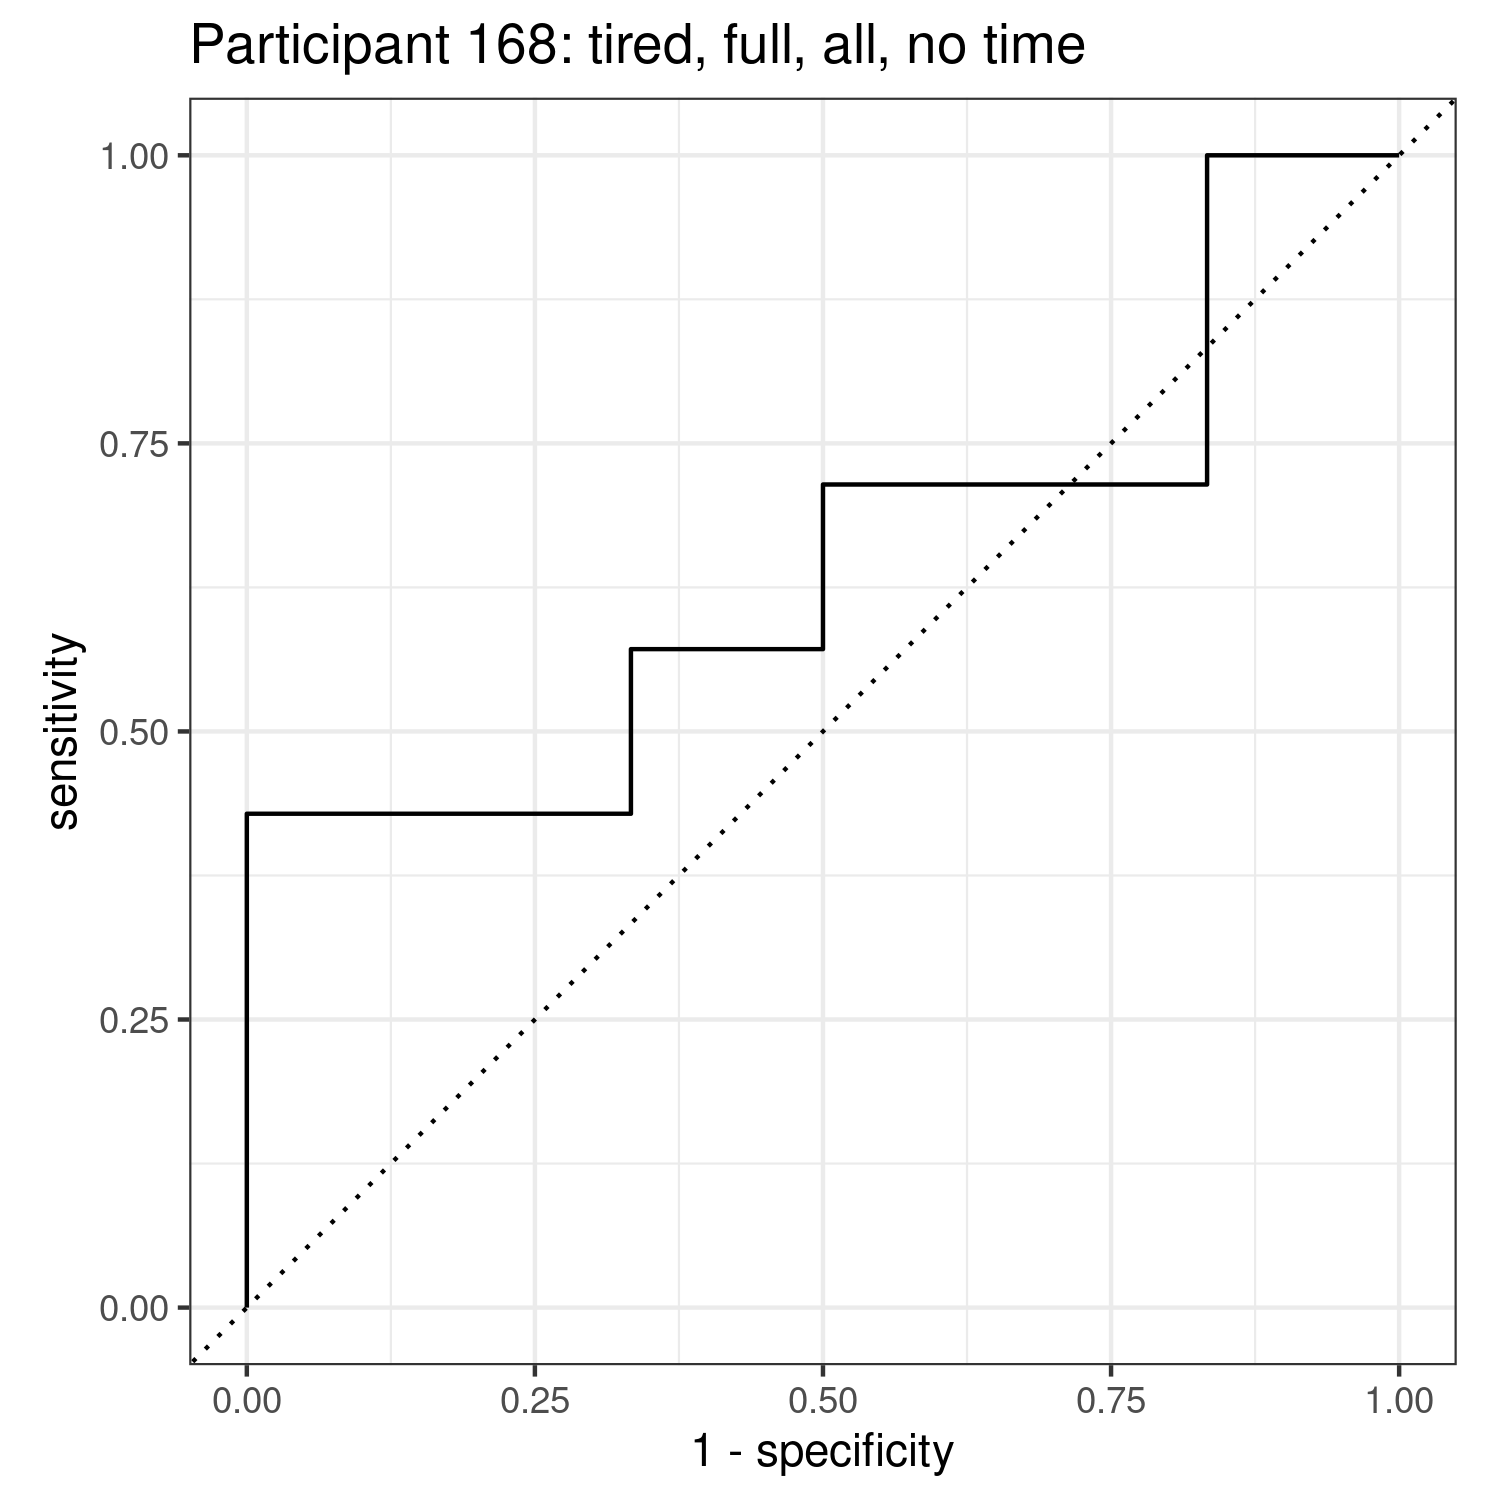 Participant 168: tired, full, all, no time
1.00
0.75
0.50
0.25
0.00
sensitivity
0.00 0.25 0.50 0.75 1.00
1 - specificity